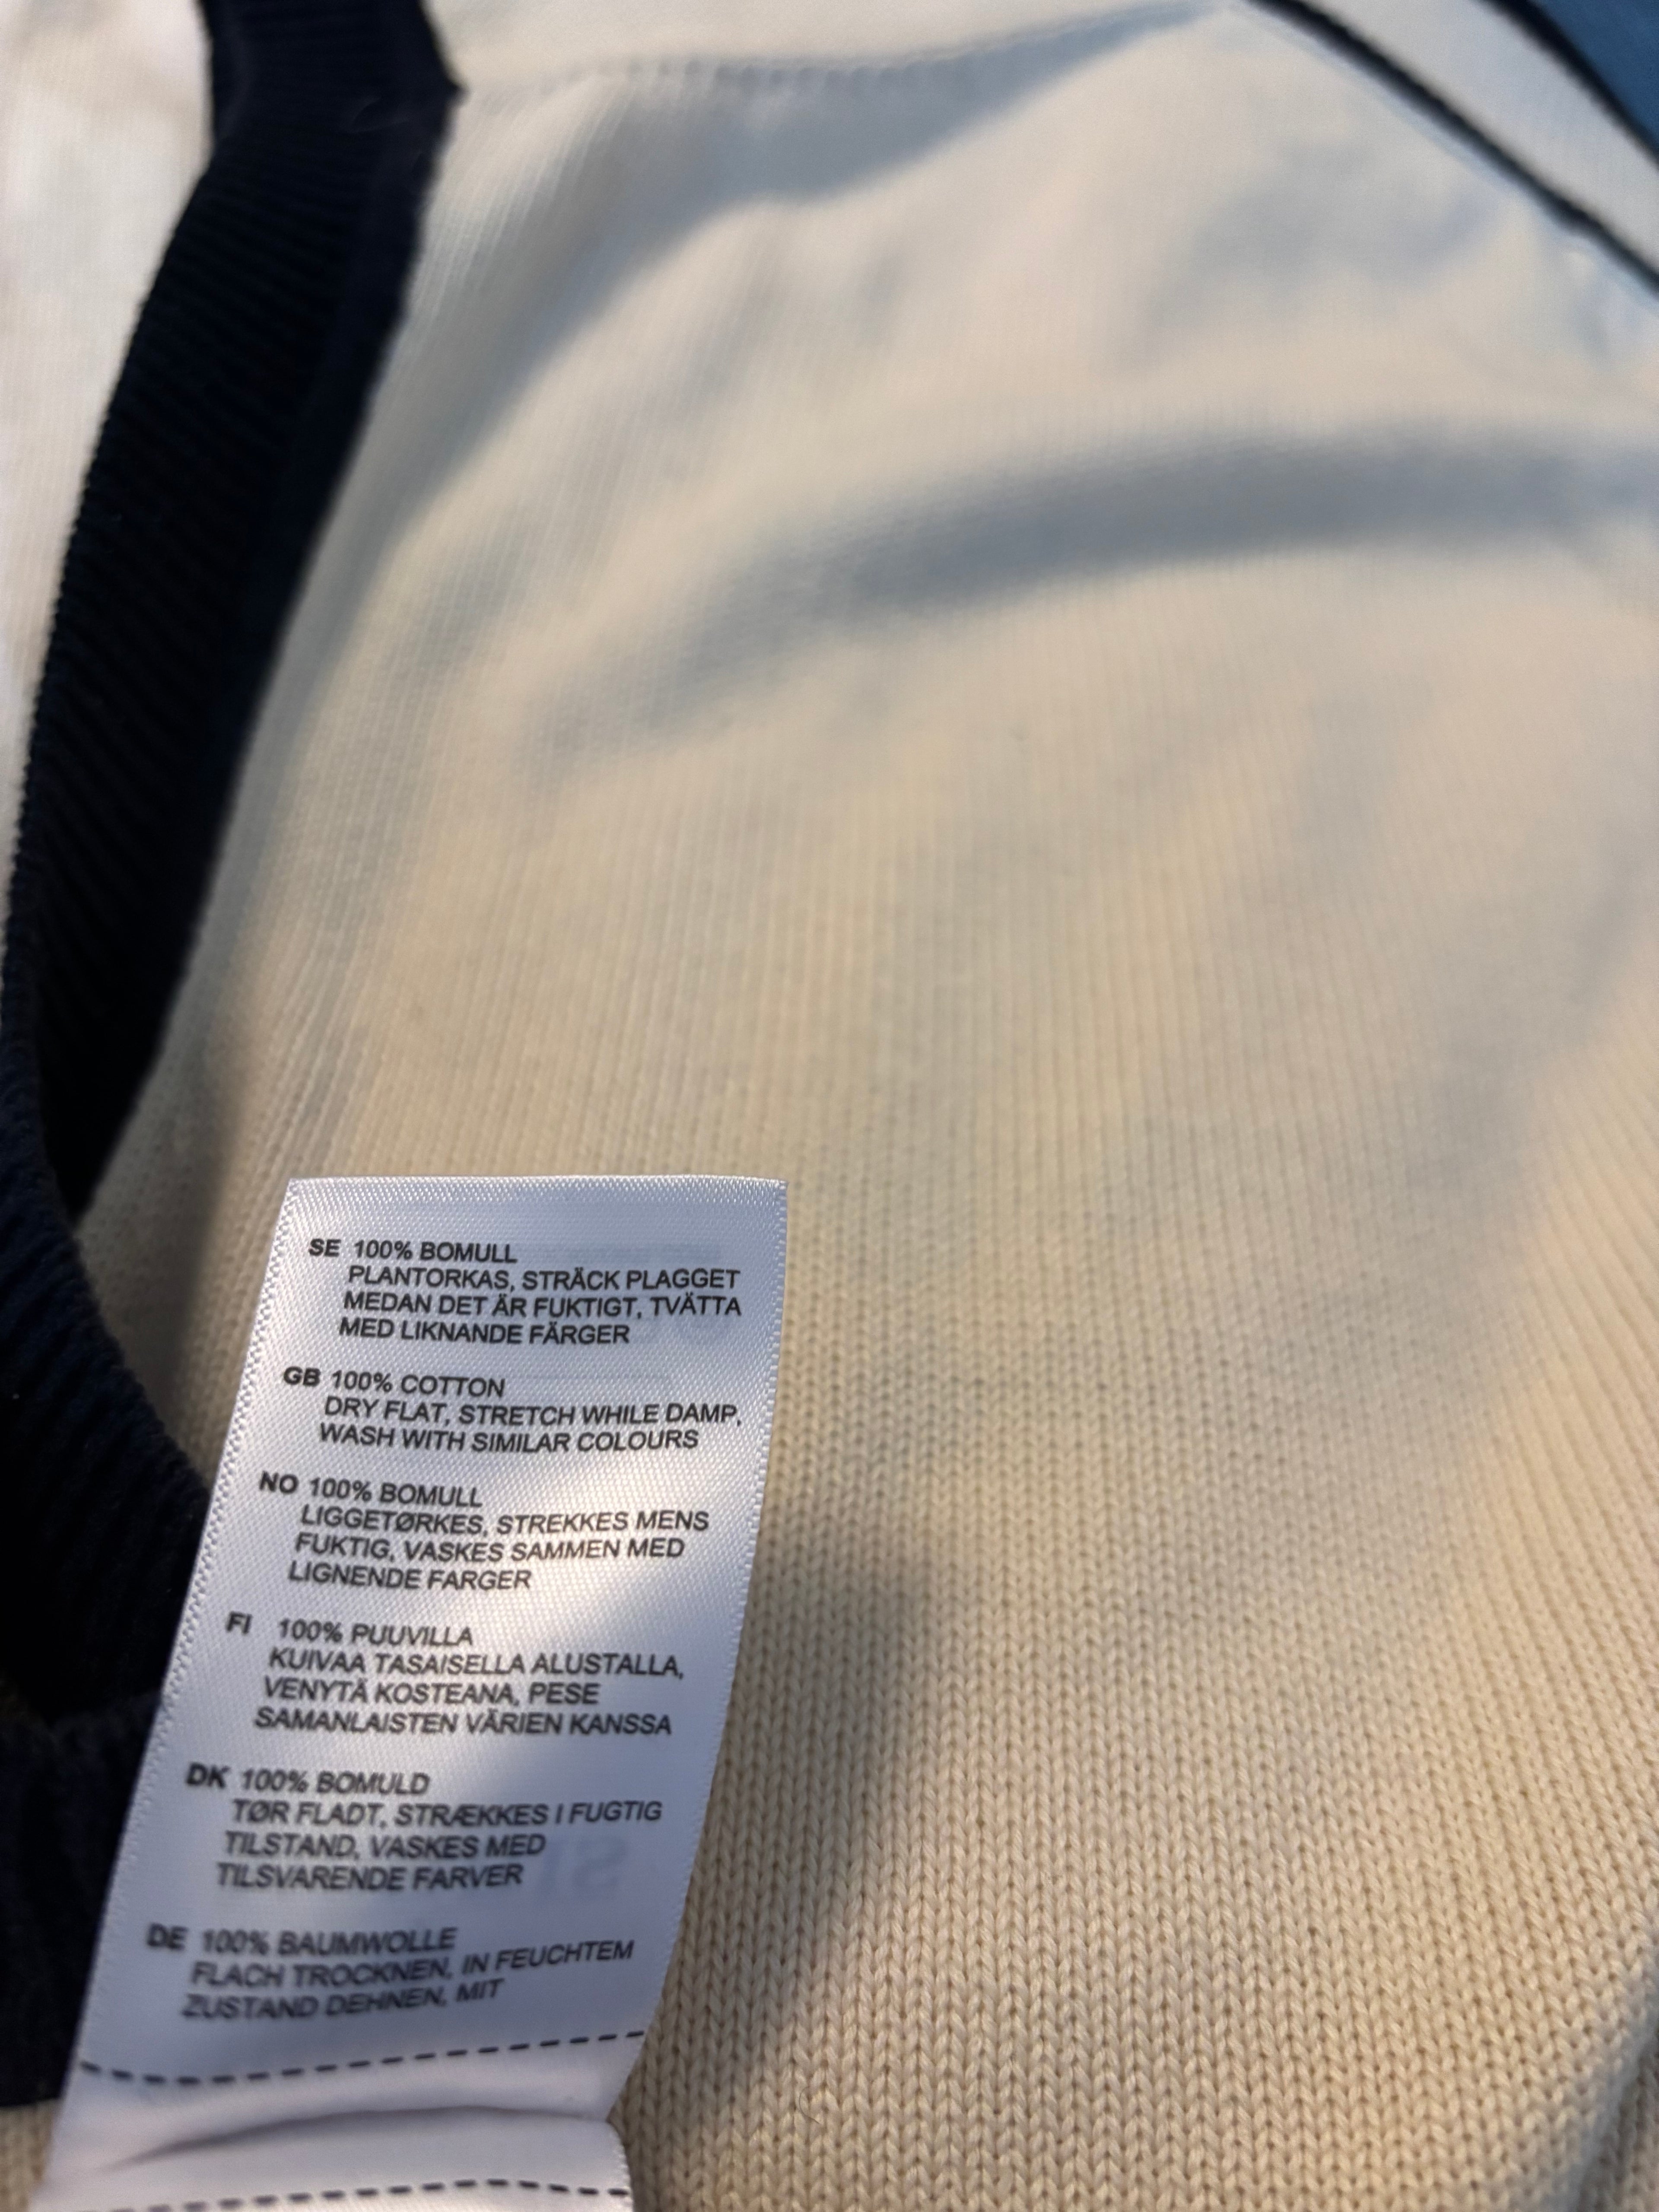 SE 100% BOMULL
PLANTORKAS, STRÄCK PLAGGET
MEDAN DET ÄR FUKTIGT, TVÄTTA
MED LIKNANDE FÄRGER
GB 100% COTTON
DRY FLAT, STRETCH WHILE DAMP,
WASH WITH SIMILAR COLOURS
NO 100% BOMULL
LIGGETØRKES, STREKKES MENS
FUKTIG, VASKES SAMMEN MED
LIGNENDE FARGER
FI 100% PUUVILLA
KUIVAA TASAISELLA ALUSTALLA,
VENYTÄ KOSTEANA, PESE
SAMANLAISTEN VÄRIEN KANSSA
DK 100% BOMULD
TØR FLADT, STRÆKKES I FUGTIG
TILSTAND, VASKES MED
TILSVARENDE FARVER
DE 100% BAUMWOLLE
FLACH TROCKNEN, IN FEUCHTEM
ZUSTAND DEHNEN, MIT